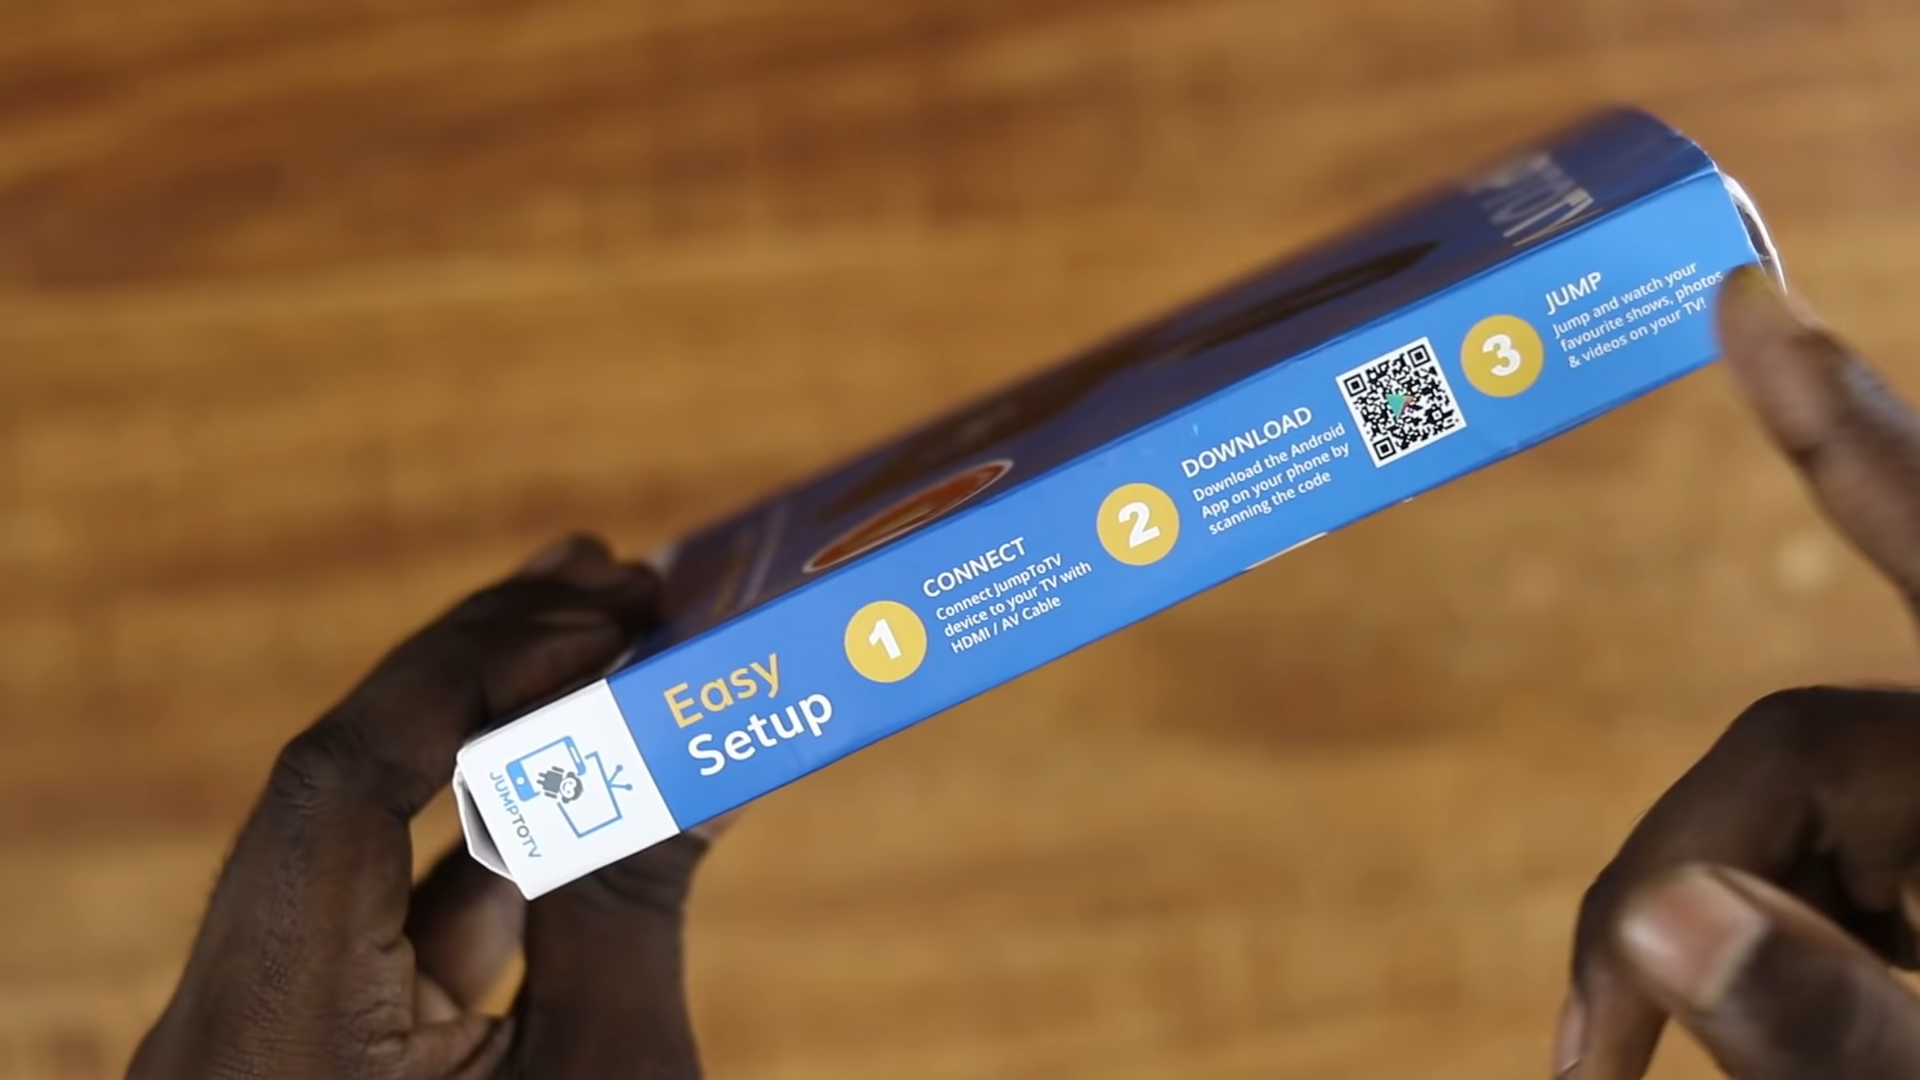 JUMPTOTV
Easy
Setup
1
CONNECT
Connect JumpToTV
device to your TV with
HDMI / AV Cable
2
DOWNLOAD
Download the Android
App on your phone by
scanning the code
3
JUMP
Jump and watch your
favourite shows, photos
& videos on your TV!